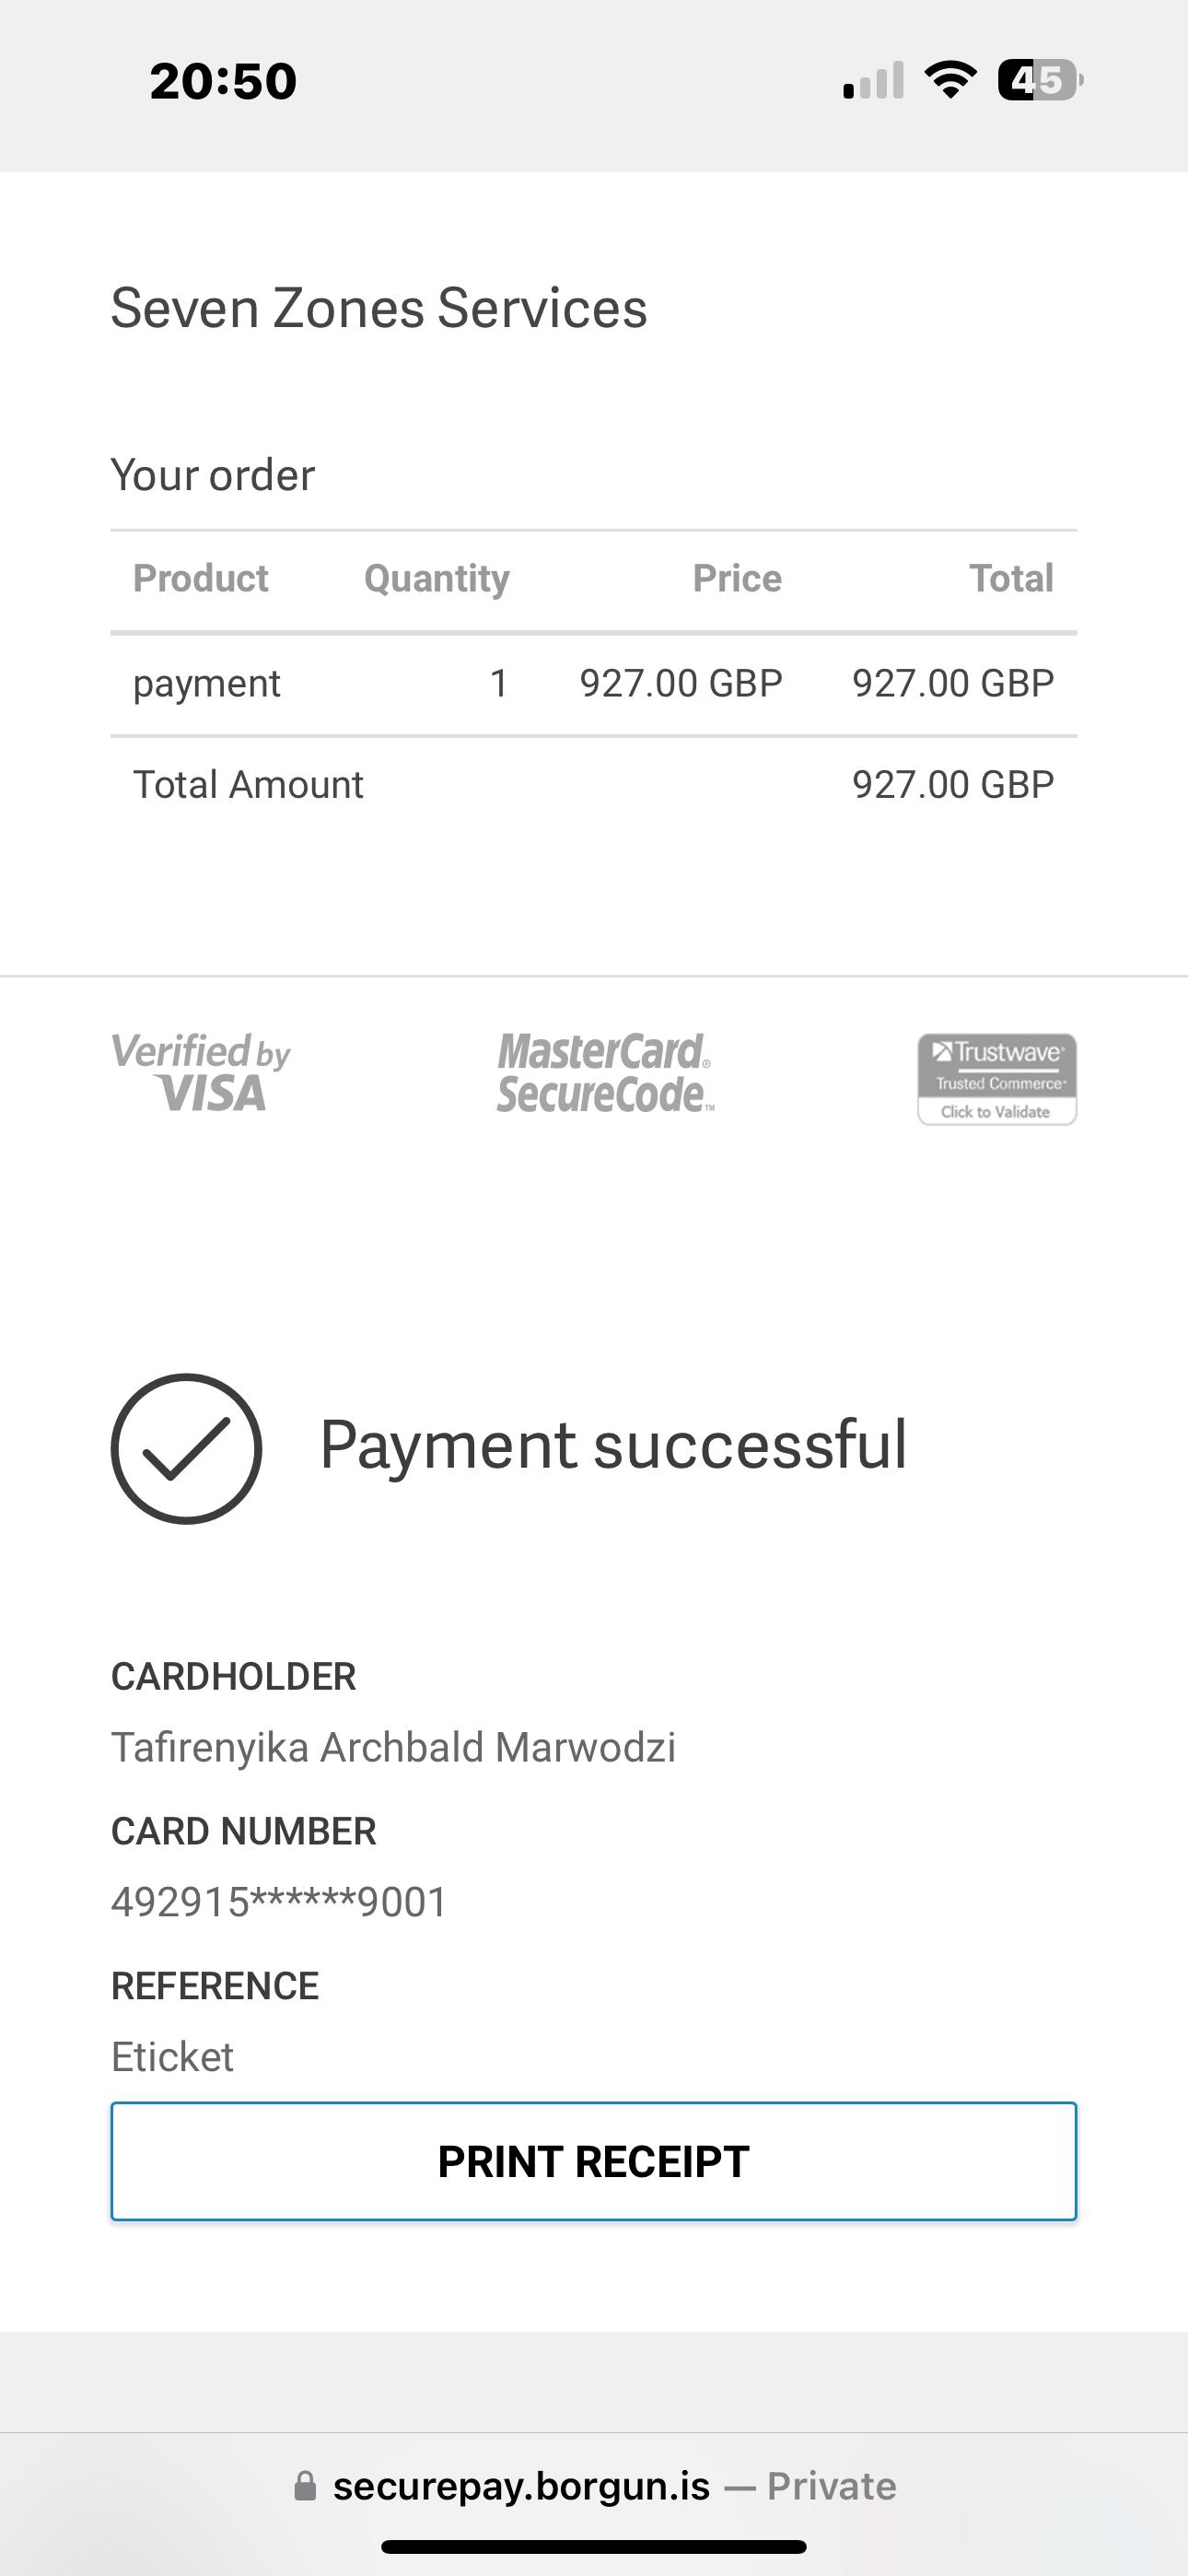 20:50
45
Seven Zones Services
Your order
Product Quantity Price Total
payment 1 927.00 GBP 927.00 GBP
Total Amount 927.00 GBP
Verified by
VISA
MasterCard®
SecureCode™
Trustwave®
Trusted Commerce
Click to Validate
Payment successful
CARDHOLDER
Tafirenyika Archbald Marwodzi
CARD NUMBER
492915******9001
REFERENCE
Eticket
PRINT RECEIPT
securepay.borgun.is — Private